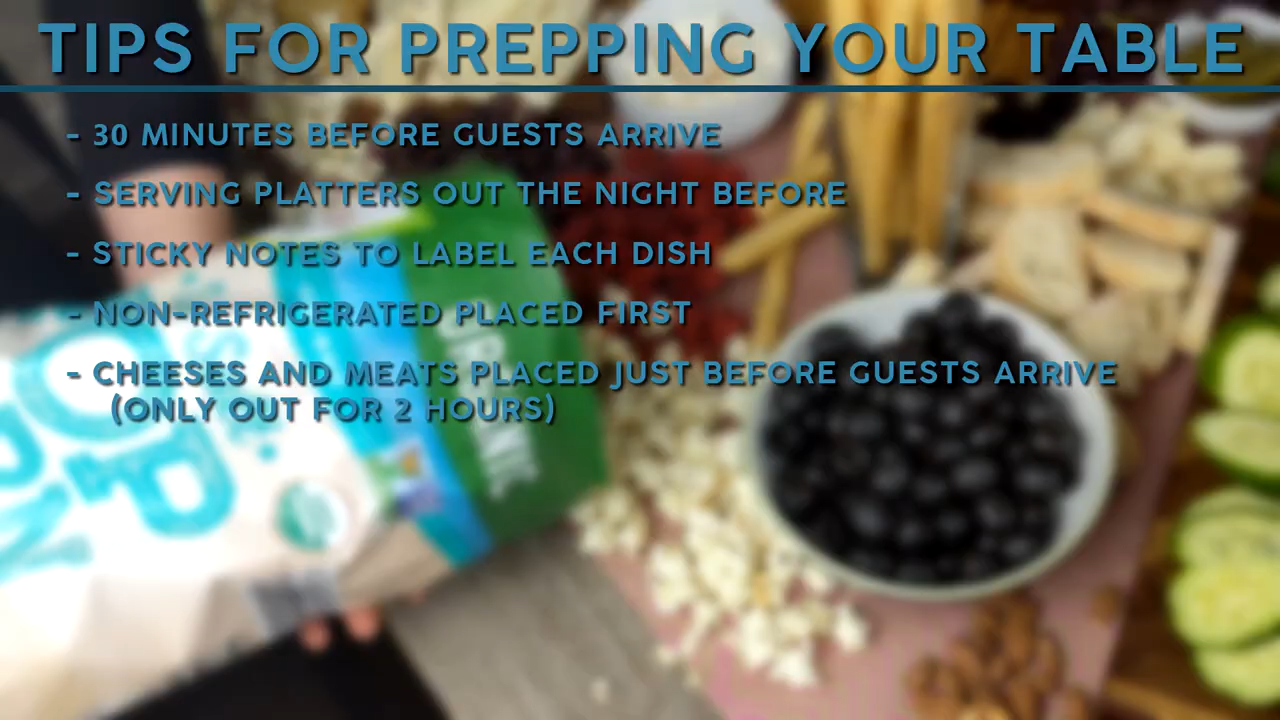 TIPS FOR PREPPING YOUR TABLE
- 30 MINUTES BEFORE GUESTS ARRIVE
- SERVING PLATTERS OUT THE NIGHT BEFORE
- STICKY NOTES TO LABEL EACH DISH
- NON-REFRIGERATED PLACED FIRST
- CHEESES AND MEATS PLACED JUST BEFORE GUESTS ARRIVE
(ONLY OUT FOR 2 HOURS)
ORGANIC